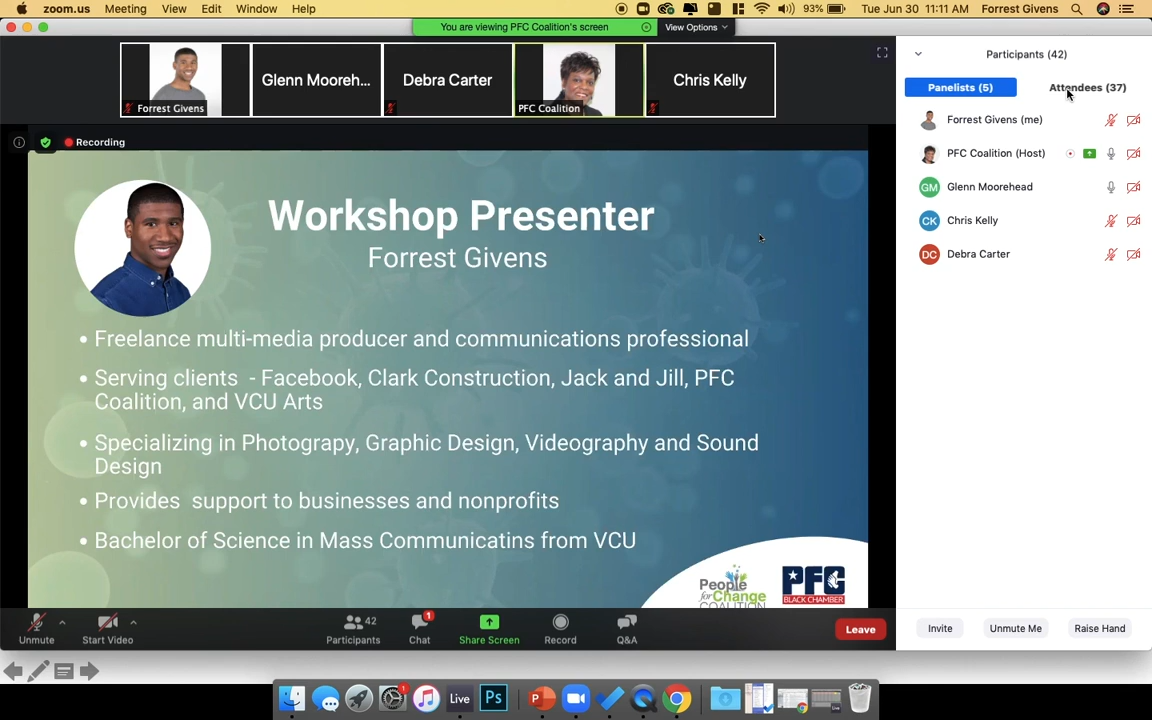 zoom.us Meeting View Edit Window Help
93% Tue Jun 30 11:11 AM Forrest Givens
You are viewing PFC Coalition's screen View Options
Forrest Givens
Glenn Mooreh...
Debra Carter
PFC Coalition
Chris Kelly
Recording
Workshop Presenter
Forrest Givens
• Freelance multi-media producer and communications professional
• Serving clients - Facebook, Clark Construction, Jack and Jill, PFC
Coalition, and VCU Arts
• Specializing in Photograpy, Graphic Design, Videography and Sound
Design
• Provides support to businesses and nonprofits
• Bachelor of Science in Mass Communicatins from VCU
People
for Change
COALITION
PFC
BLACK CHAMBER
Participants (42)
Panelists (5) Attendees (37)
Forrest Givens (me)
PFC Coalition (Host)
GM Glenn Moorehead
CK Chris Kelly
DC Debra Carter
Unmute
Start Video
42
Participants
1
Chat
Share Screen
Record
Q&A
Leave
Invite Unmute Me Raise Hand
1
Live
Ps